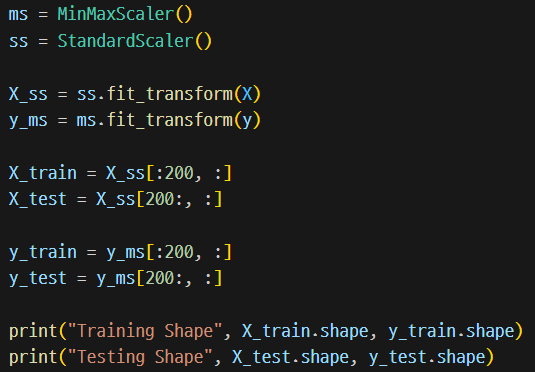 ms = MinMaxScaler()
ss = StandardScaler()
X_ss = ss.fit_transform(X)
y_ms = ms.fit_transform(y)
X_train = X_ss[:200, :]
X_test = X_ss[200:, :]
y_train = y_ms[:200, :]
y_test = y_ms[200:, :]
print("Training Shape", X_train.shape, y_train.shape)
print("Testing Shape", X_test.shape, y_test.shape)